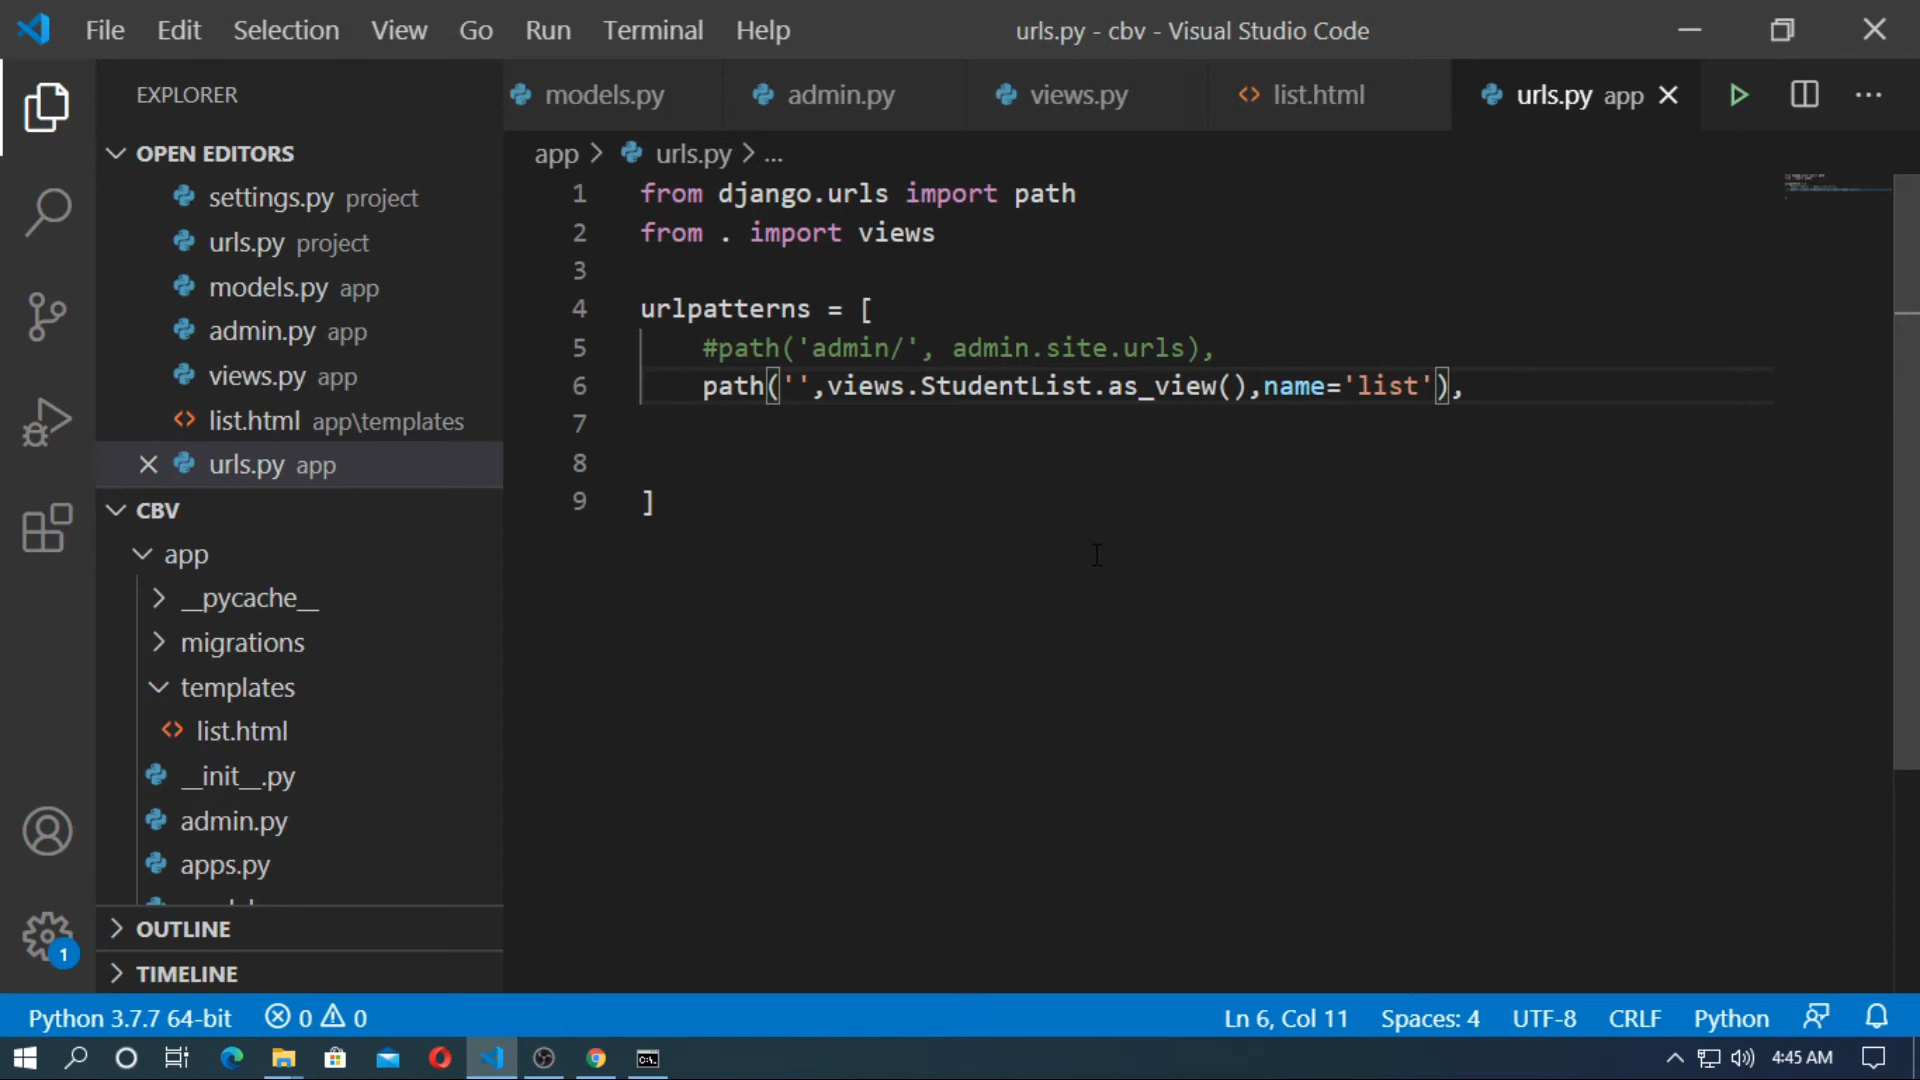 File Edit Selection View Go Run Terminal Help
urls.py - cbv - Visual Studio Code
EXPLORER
models.py
admin.py
views.py
list.html
urls.py app
OPEN EDITORS
settings.py project
urls.py project
models.py app
admin.py app
views.py app
list.html app\templates
urls.py app
CBV
app
__pycache__
migrations
templates
list.html
__init__.py
admin.py
apps.py
OUTLINE
TIMELINE
app > urls.py > ...
1 from django.urls import path
2 from . import views
3
4 urlpatterns = [
5 #path('admin/', admin.site.urls),
6 path('',views.StudentList.as_view(),name='list'),
7
8
9 ]
1
Python 3.7.7 64-bit 0 0
Ln 6, Col 11 Spaces: 4 UTF-8 CRLF Python
4:45 AM